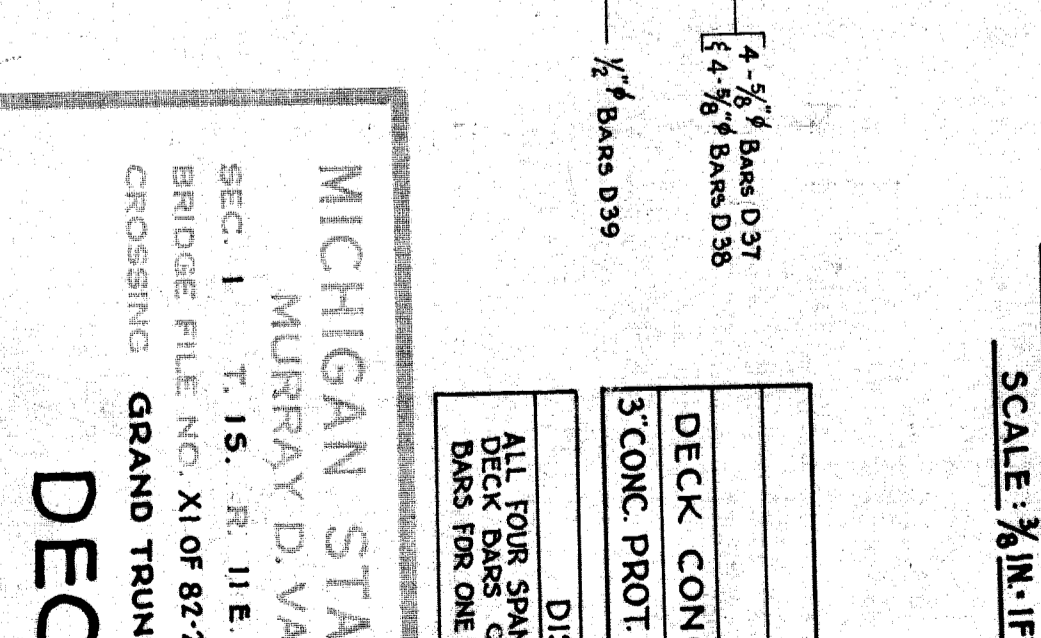 4-5/8"ϕ BARS D37
& 4-5/8"ϕ BARS D38
1/2"ϕ BARS D39
SCALE: 3/8 IN.=1F
DECK CON
3" CONC. PROT.
DIS
ALL FOUR SPAN
DECK BARS
BARS FOR ONE
MICHIGAN STA
MURRAY D. VA
SEC. 1 T. 1S. R. 11 E.
BRIDGE FILE NO. X1 OF 82-2
CROSSING GRAND TRUN
DEC